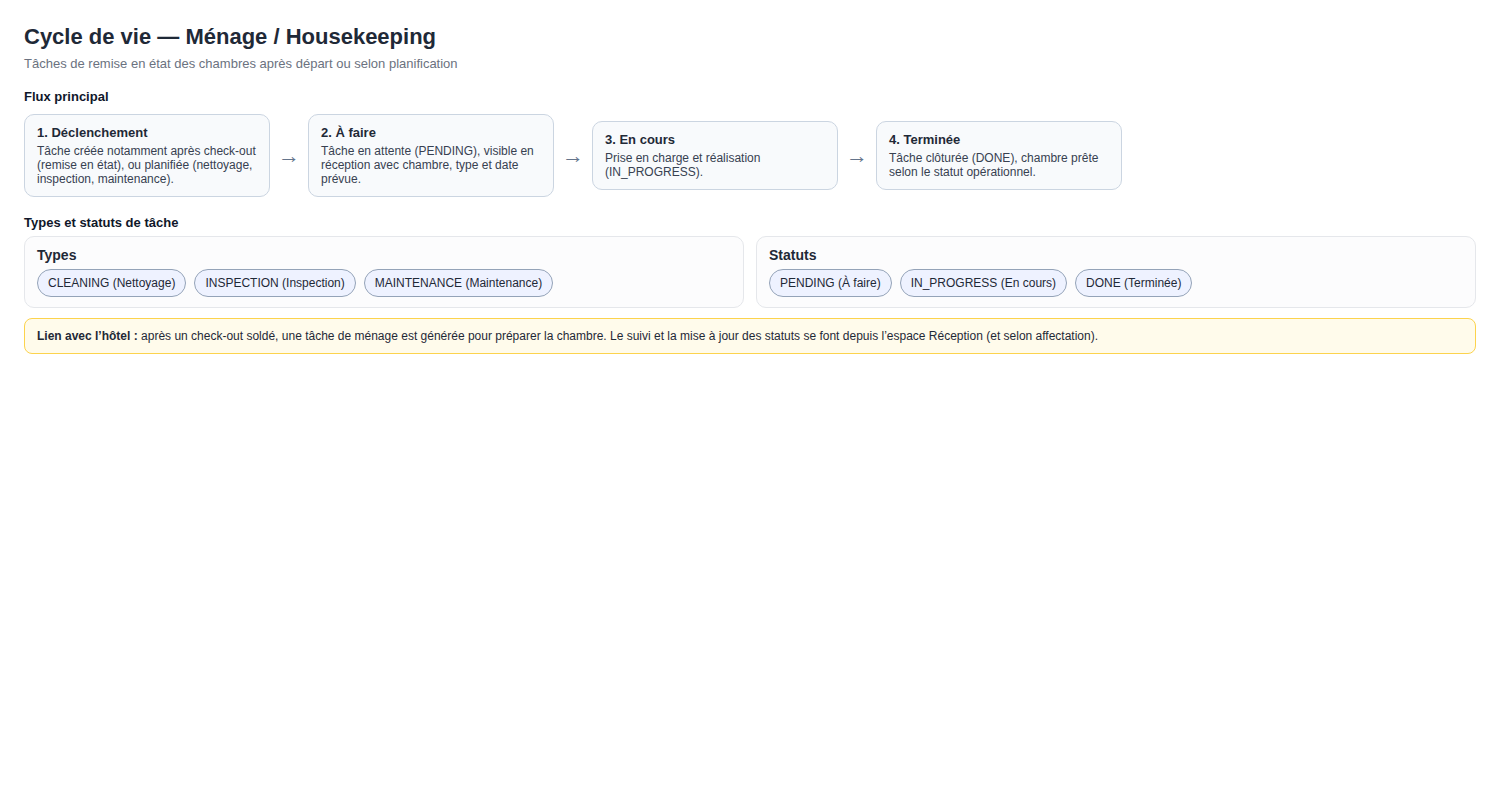 Cycle de vie — Ménage / Housekeeping
Tâches de remise en état des chambres après départ ou selon planification
Flux principal
1. Déclenchement
Tâche créée notamment après check-out
(remise en état), ou planifiée (nettoyage,
inspection, maintenance).
→
2. À faire
Tâche en attente (PENDING), visible en
réception avec chambre, type et date
prévue.
→
3. En cours
Prise en charge et réalisation
(IN_PROGRESS).
→
4. Terminée
Tâche clôturée (DONE), chambre prête
selon le statut opérationnel.
Types et statuts de tâche
Types
CLEANING (Nettoyage)
INSPECTION (Inspection)
MAINTENANCE (Maintenance)
Statuts
PENDING (À faire)
IN_PROGRESS (En cours)
DONE (Terminée)
Lien avec l’hôtel : après un check-out soldé, une tâche de ménage est générée pour préparer la chambre. Le suivi et la mise à jour des statuts se font depuis l’espace Réception (et selon affectation).